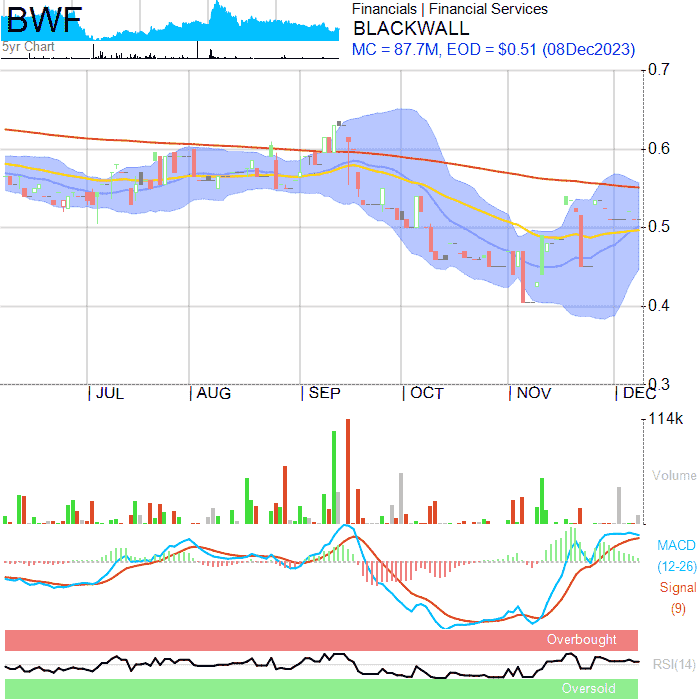 BWF
5yr Chart
Financials | Financial Services
BLACKWALL
MC = 87.7M, EOD = $0.51 (08Dec2023)
0.7
0.6
0.5
0.4
0.3
JUL AUG SEP OCT NOV DEC
114k
Volume
MACD
(12-26)
Signal
(9)
Overbought
RSI(14)
Oversold